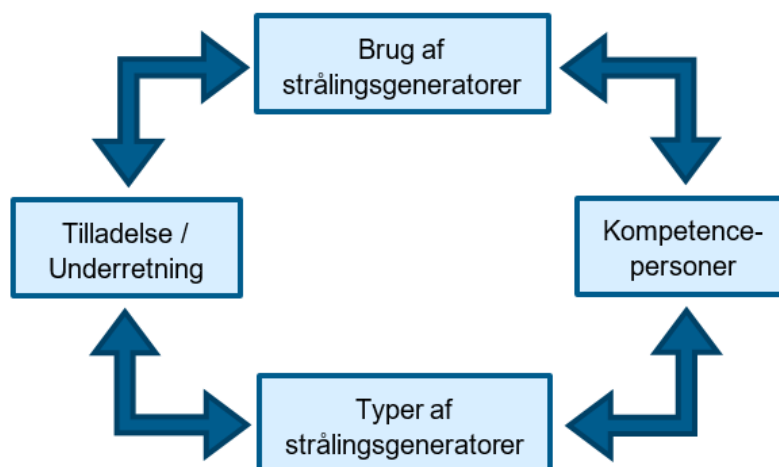 Brug af
strålingsgeneratorer
Tilladelse /
Underretning
Kompetence-
personer
Typer af
strålingsgeneratorer